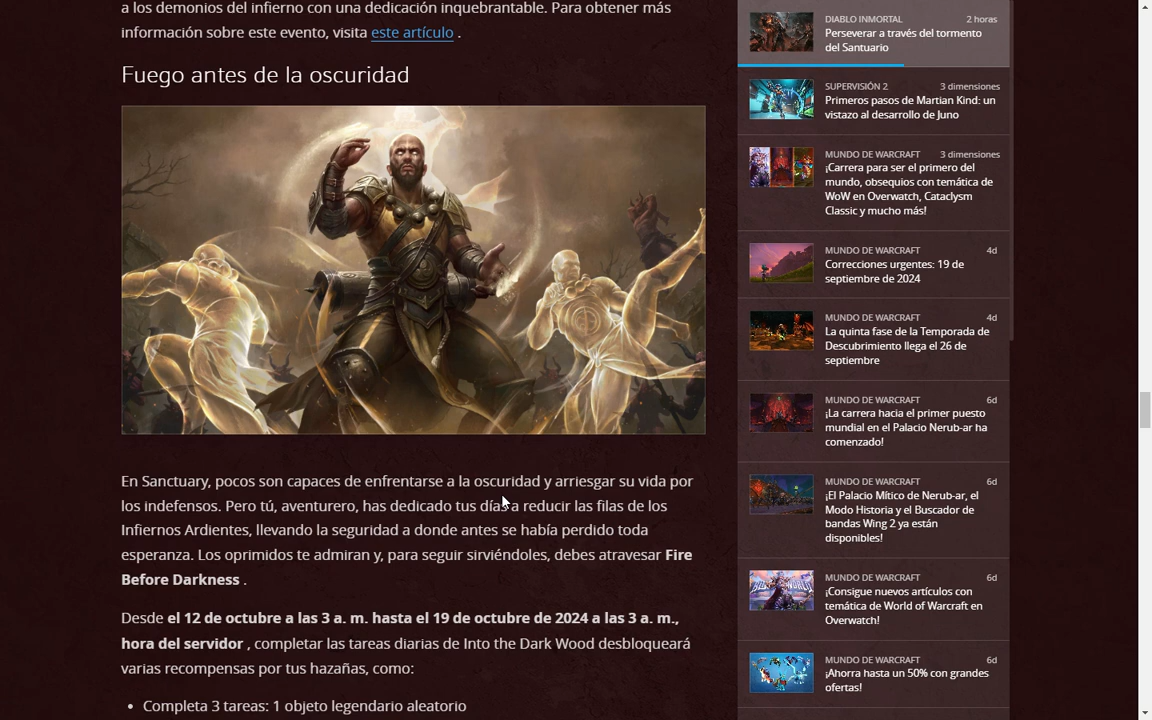 a los demonios del infierno con una dedicación inquebrantable. Para obtener más
información sobre este evento, visita este artículo .
Fuego antes de la oscuridad
En Sanctuary, pocos son capaces de enfrentarse a la oscuridad y arriesgar su vida por
los indefensos. Pero tú, aventurero, has dedicado tus días a reducir las filas de los
Infiernos Ardientes, llevando la seguridad a donde antes se había perdido toda
esperanza. Los oprimidos te admiran y, para seguir sirviéndoles, debes atravesar Fire
Before Darkness .
Desde el 12 de octubre a las 3 a. m. hasta el 19 de octubre de 2024 a las 3 a. m.,
hora del servidor , completar las tareas diarias de Into the Dark Wood desbloqueará
varias recompensas por tus hazañas, como:
• Completa 3 tareas: 1 objeto legendario aleatorio
DIABLO INMORTAL 2 horas
Perseverar a través del tormento
del Santuario
SUPERVISIÓN 2 3 dimensiones
Primeros pasos de Martian Kind: un
vistazo al desarrollo de Juno
MUNDO DE WARCRAFT 3 dimensiones
¡Carrera para ser el primero del
mundo, obsequios con temática de
WoW en Overwatch, Cataclysm
Classic y mucho más!
MUNDO DE WARCRAFT 4d
Correcciones urgentes: 19 de
septiembre de 2024
MUNDO DE WARCRAFT 4d
La quinta fase de la Temporada de
Descubrimiento llega el 26 de
septiembre
MUNDO DE WARCRAFT 6d
¡La carrera hacia el primer puesto
mundial en el Palacio Nerub-ar ha
comenzado!
MUNDO DE WARCRAFT 6d
¡El Palacio Mítico de Nerub-ar, el
Modo Historia y el Buscador de
bandas Wing 2 ya están
disponibles!
MUNDO DE WARCRAFT 6d
¡Consigue nuevos artículos con
temática de World of Warcraft en
Overwatch!
MUNDO DE WARCRAFT 6d
¡Ahorra hasta un 50% con grandes
ofertas!